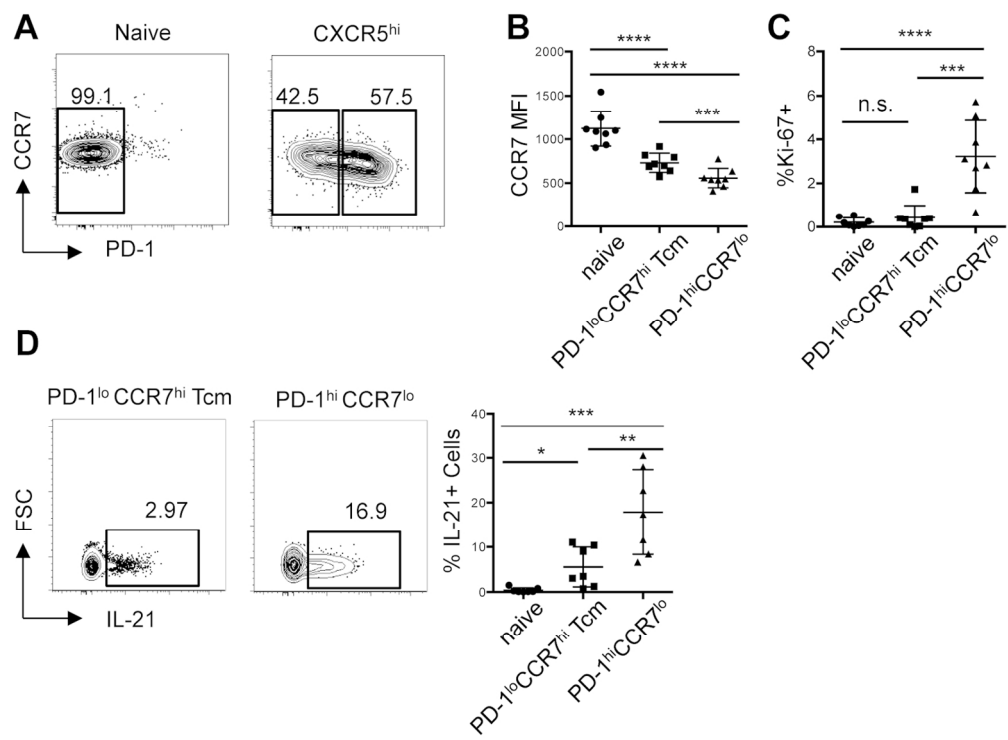 A
Naive
CXCR5hi
99.1
42.5
57.5
CCR7
PD-1
B
****
****
***
2000
1500
1000
500
0
CCR7 MFI
naive
PD-1loCCR7hi Tcm
PD-1hiCCR7lo
C
****
***
n.s.
8
6
4
2
0
%Ki-67+
naive
PD-1loCCR7hi Tcm
PD-1hiCCR7lo
D
PD-1lo CCR7hi Tcm
PD-1hi CCR7lo
2.97
16.9
FSC
IL-21
***
*
**
40
30
20
10
0
% IL-21+ Cells
naive
PD-1loCCR7hi Tcm
PD-1hiCCR7lo